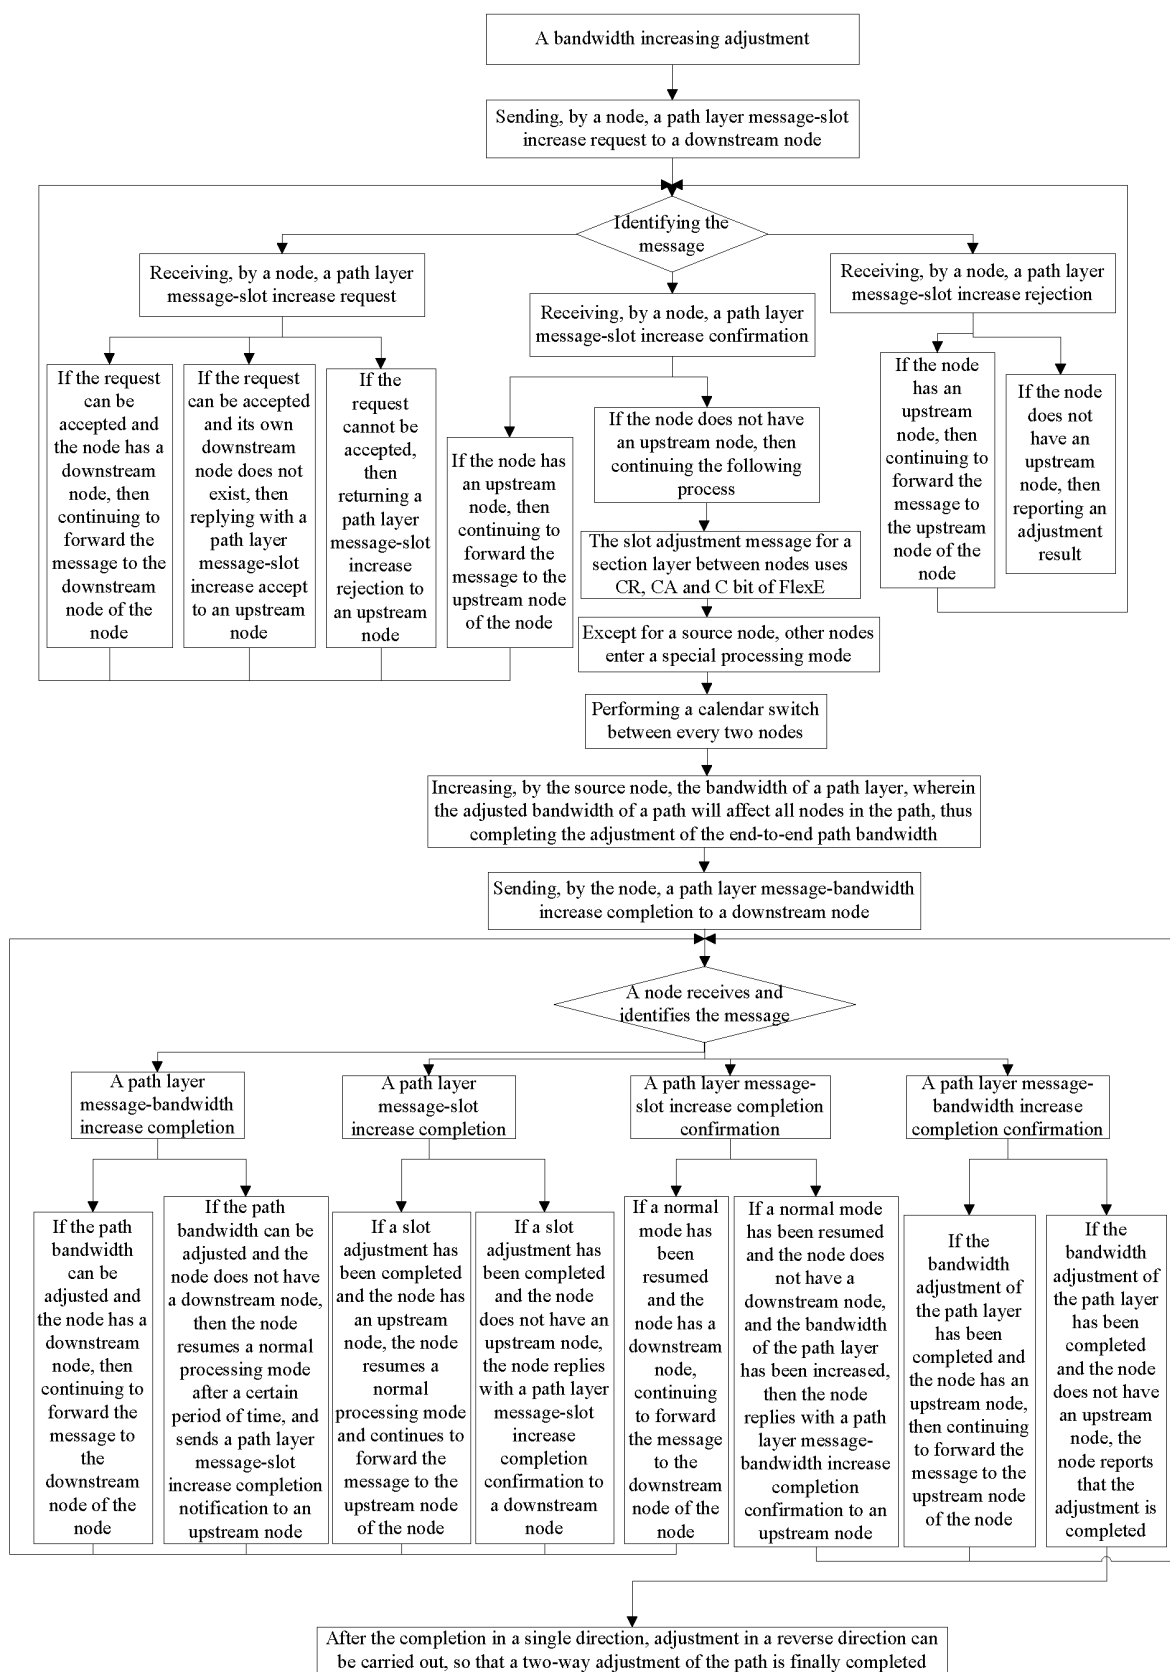 A bandwidth increasing adjustment
Sending, by a node, a path layer message-slot
increase request to a downstream node
Identifying the
message
Receiving, by a node, a path layer
message-slot increase request
Receiving, by a node, a path layer
message-slot increase confirmation
Receiving, by a node, a path layer
message-slot increase rejection
If the request
can be
accepted and
the node has a
downstream
node, then
continuing to
forward the
message to the
downstream
node of the
node
If the request
can be accepted
and its own
downstream
node does not
exist, then
replying with a
path layer
message-slot
increase accept
to an upstream
node
If the
request
cannot be
accepted,
then
returning a
path layer
message-slot
increase
rejection to
an upstream
node
If the node has
an upstream
node, then
continuing to
forward the
message to the
upstream node
of the node
If the node does not have
an upstream node, then
continuing the following
process
If the node
has an
upstream
node, then
continuing to
forward the
message to
the upstream
node of the
node
If the node
does not
have an
upstream
node, then
reporting an
adjustment
result
The slot adjustment message for a
section layer between nodes uses
CR, CA and C bit of FlexE
Except for a source node, other nodes
enter a special processing mode
Performing a calendar switch
between every two nodes
Increasing, by the source node, the bandwidth of a path layer, wherein
the adjusted bandwidth of a path will affect all nodes in the path, thus
completing the adjustment of the end-to-end path bandwidth
Sending, by the node, a path layer message-bandwidth
increase completion to a downstream node
A node receives and
identifies the message
A path layer
message-bandwidth
increase completion
A path layer
message-slot
increase completion
A path layer message-
slot increase completion
confirmation
A path layer message-
bandwidth increase
completion confirmation
If the path
bandwidth
can be
adjusted and
the node has a
downstream
node, then
continuing to
forward the
message to
the
downstream
node of the
node
If the path
bandwidth can be
adjusted and the
node does not have
a downstream node,
then the node
resumes a normal
processing mode
after a certain
period of time, and
sends a path layer
message-slot
increase completion
notification to an
upstream node
If a slot
adjustment has
been completed
and the node has
an upstream
node, the node
resumes a
normal
processing mode
and continues to
forward the
message to the
upstream node
of the node
If a slot
adjustment has
been completed
and the node
does not have an
upstream node,
the node replies
with a path layer
message-slot
increase
completion
confirmation to
a downstream
node
If a normal
mode has
been
resumed
and the
node has a
downstream
node,
continuing
to forward
the message
to the
downstream
node of the
node
If a normal mode
has been resumed
and the node does
not have a
downstream node,
and the bandwidth
of the path layer
has been increased,
then the node
replies with a path
layer message-
bandwidth increase
completion
confirmation to an
upstream node
If the
bandwidth
adjustment of
the path layer
has been
completed and
the node has an
upstream node,
then continuing
to forward the
message to the
upstream node
of the node
If the
bandwidth
adjustment of
the path layer
has been
completed
and the node
does not have
an upstream
node, the
node reports
that the
adjustment is
completed
After the completion in a single direction, adjustment in a reverse direction can
be carried out, so that a two-way adjustment of the path is finally completed